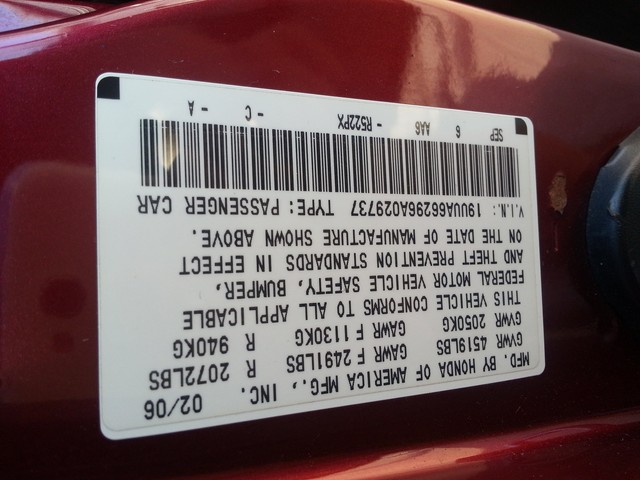 MFD. BY HONDA OF AMERICA MFG., INC. 02/06
GVWR 4519LBS GAWR F 2491LBS R 2072LBS
GVWR 2050KG GAWR F 1130KG R 940KG
THIS VEHICLE CONFORMS TO ALL APPLICABLE
FEDERAL MOTOR VEHICLE SAFETY, BUMPER,
AND THEFT PREVENTION STANDARDS IN EFFECT
ON THE DATE OF MANUFACTURE SHOWN ABOVE.
V.I.N.: 19UUA66296A029737 TYPE: PASSENGER CAR
SEP 6 AA6 - R522PX - C - A